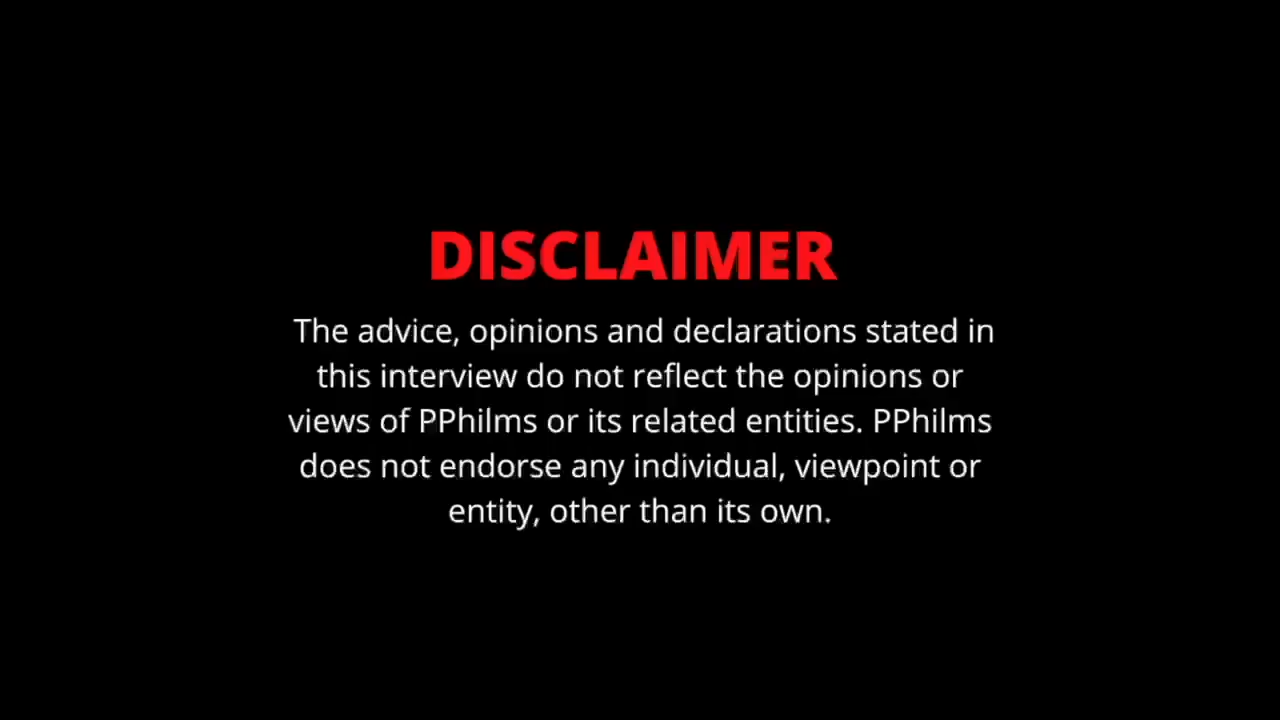 DISCLAIMER
The advice, opinions and declarations stated in
this interview do not reflect the opinions or
views of PPhilms or its related entities. PPhilms
does not endorse any individual, viewpoint or
entity, other than its own.